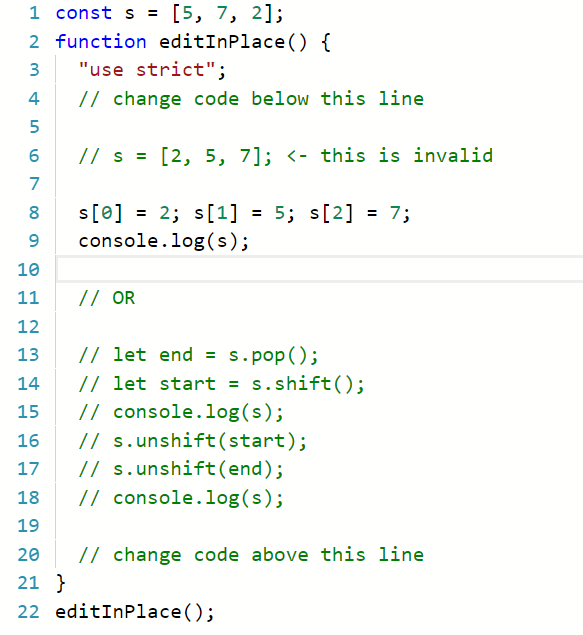 1 const s = [5, 7, 2];
2 function editInPlace() {
3 "use strict";
4 // change code below this line
5
6 // s = [2, 5, 7]; <- this is invalid
7
8 s[0] = 2; s[1] = 5; s[2] = 7;
9 console.log(s);
10
11 // OR
12
13 // let end = s.pop();
14 // let start = s.shift();
15 // console.log(s);
16 // s.unshift(start);
17 // s.unshift(end);
18 // console.log(s);
19
20 // change code above this line
21 }
22 editInPlace();